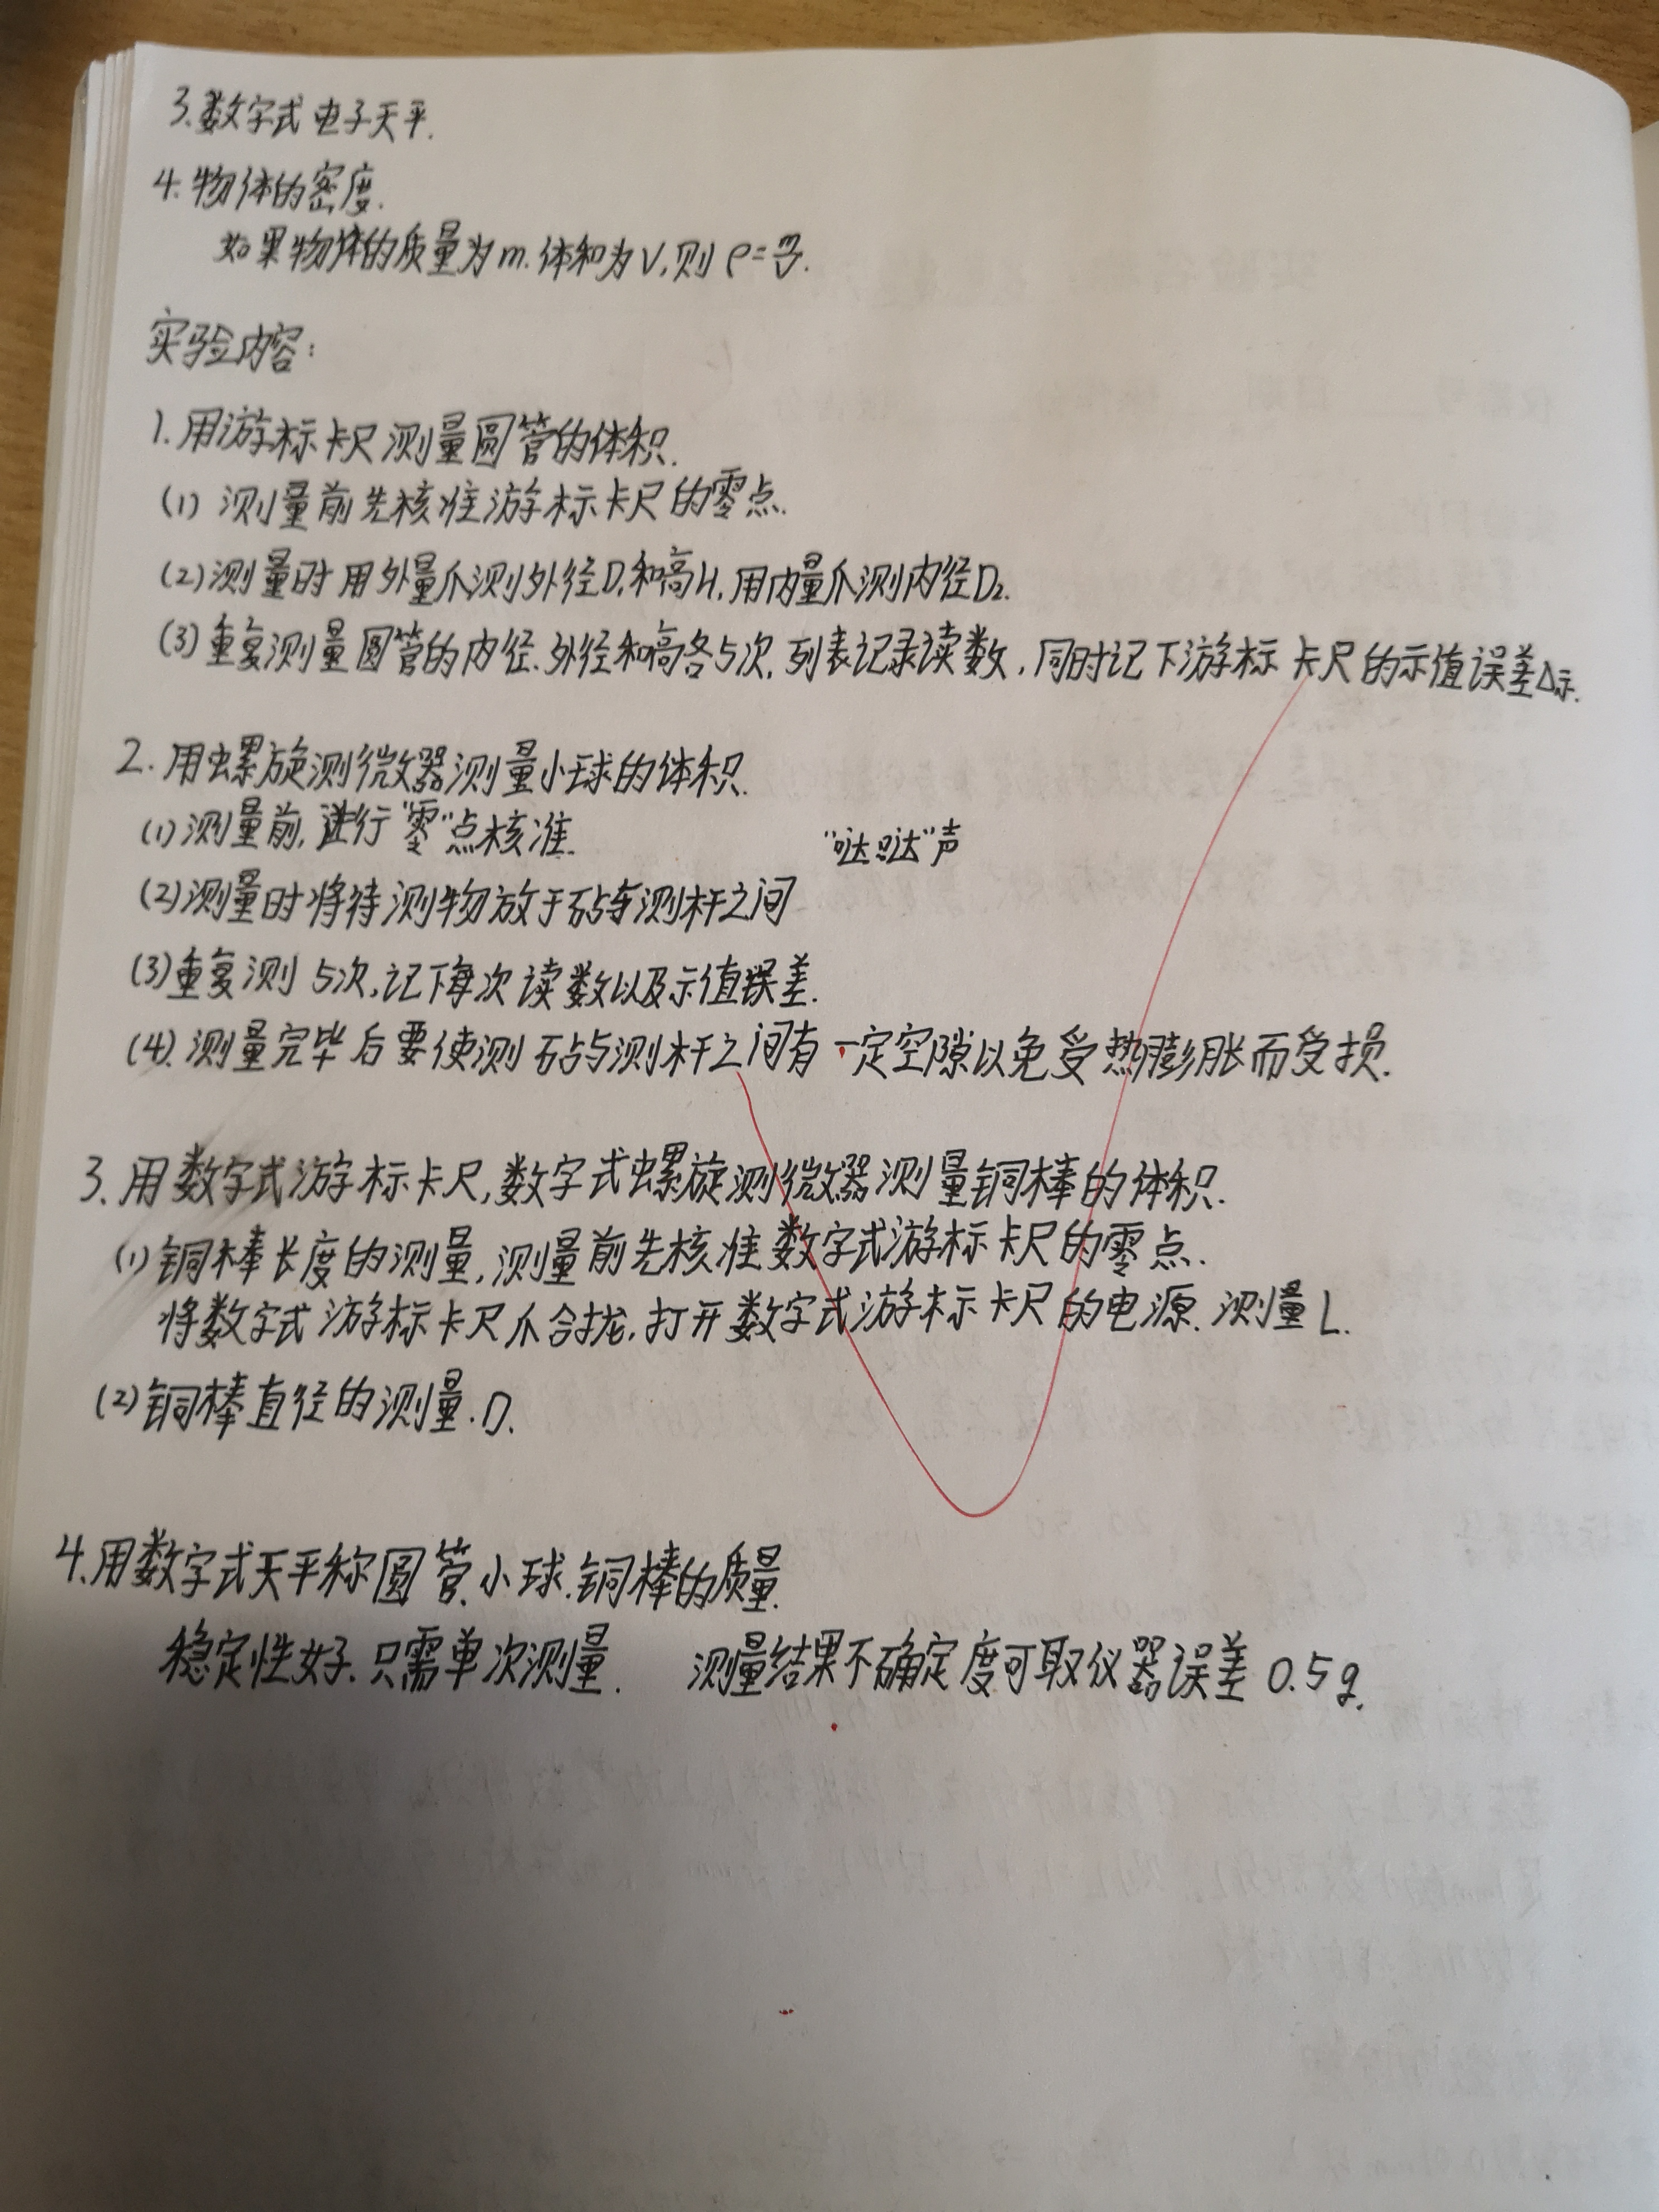 3.数字式电子天平.
4.物体的密度.
如果物体的质量为m.体积为V,则ρ=m/V.
实验内容:
1.用游标卡尺测量圆管的体积.
(1) 测量前先核准游标卡尺的零点.
(2)测量时用外量爪测外径D₁和高H,用内量爪测内径D₂.
(3)重复测量圆管的内径.外径和高各5次,列表记录读数,同时记下游标卡尺的示值误差Δ示.
2.用螺旋测微器测量小球的体积.
(1)测量前,进行"零"点核准.
"哒哒"声
(2)测量时将待测物放于砧与测杆之间
(3)重复测5次,记下每次读数以及示值误差.
(4).测量完毕后要使测砧与测杆之间有一定空隙以免受热膨胀而受损.
3.用数字式游标卡尺,数字式螺旋测微器测量铜棒的体积.
(1)铜棒长度的测量,测量前先核准数字式游标卡尺的零点.
将数字式游标卡尺爪合拢,打开数字式游标卡尺的电源.测量L.
(2)铜棒直径的测量.D.
4.用数字式天平称圆管.小球.铜棒的质量.
稳定性好.只需单次测量. 测量结果不确定度可取仪器误差0.5g.